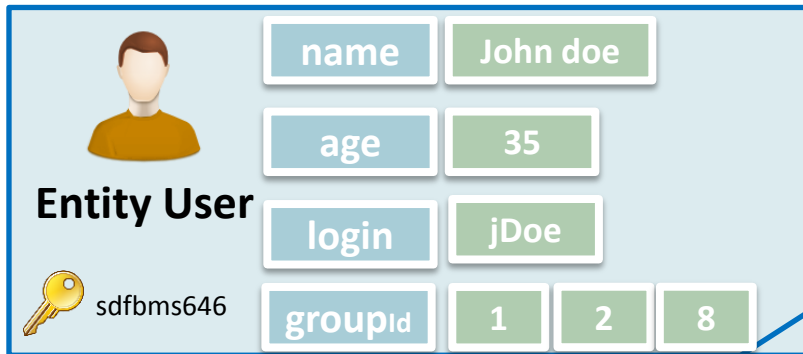 name John doe
age 35
Entity User
login jDoe
sdfbms646
groupId 1 2 8